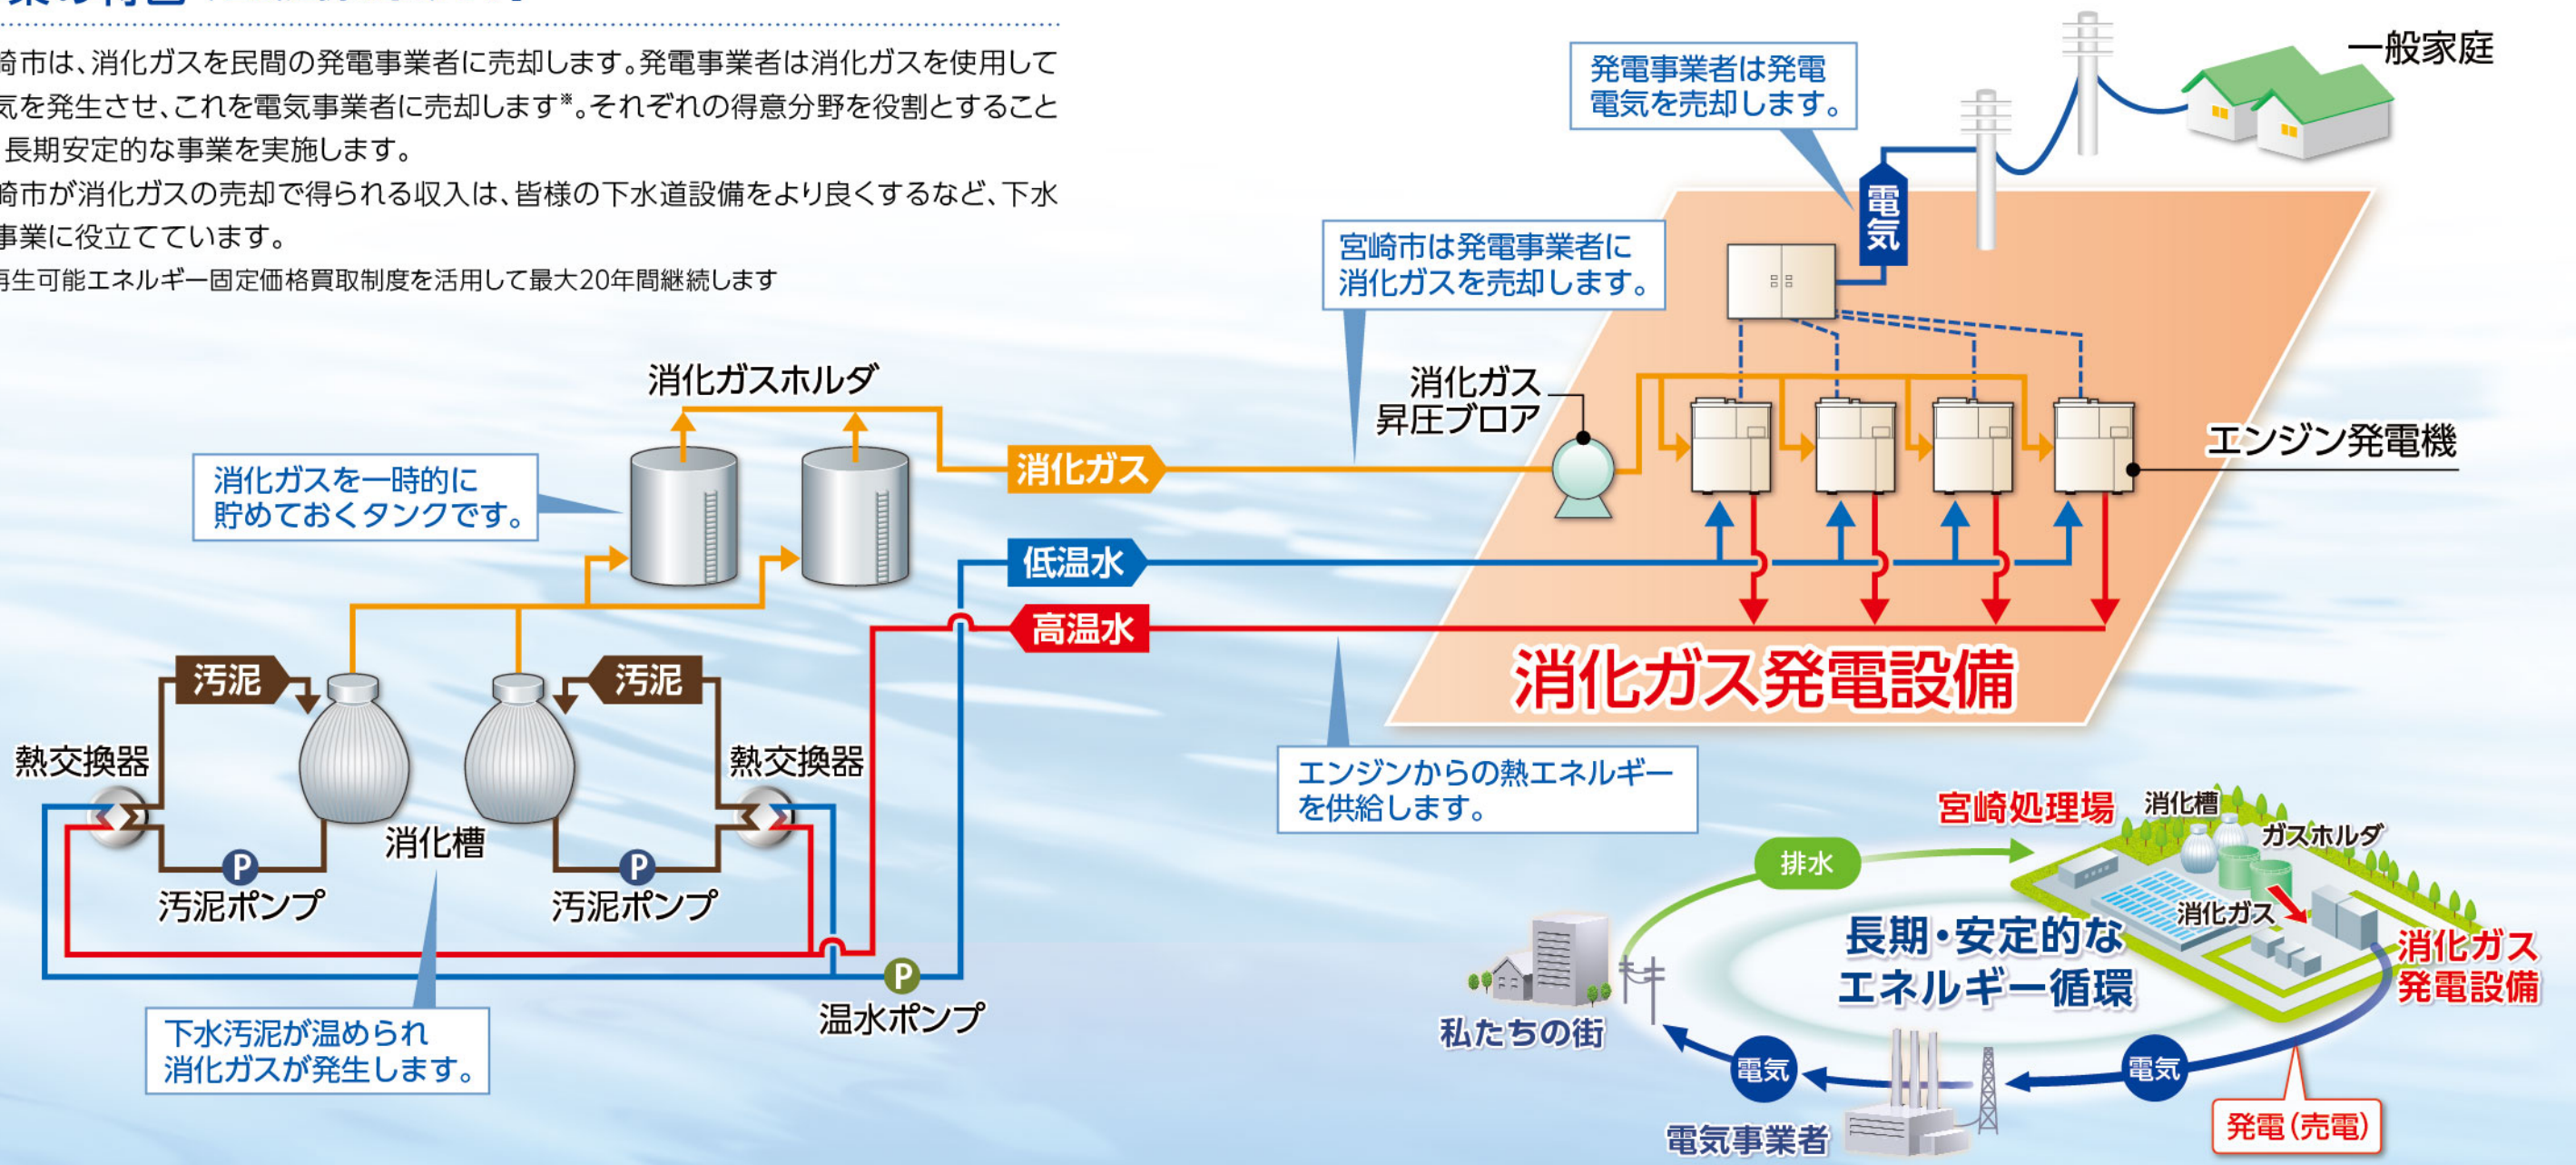 崎市は、消化ガスを民間の発電事業者に売却します。発電事業者は消化ガスを使用して
気を発生させ、これを電気事業者に売却します※。それぞれの得意分野を役割とすること
長期安定的な事業を実施します。
崎市が消化ガスの売却で得られる収入は、皆様の下水道設備をより良くするなど、下水
事業に役立てています。
再生可能エネルギー固定価格買取制度を活用して最大20年間継続します
一般家庭
発電事業者は発電
電気を売却します。
電気
宮崎市は発電事業者に
消化ガスを売却します。
消化ガスホルダ
消化ガス
昇圧ブロア
エンジン発電機
消化ガスを一時的に
貯めておくタンクです。
消化ガス
低温水
高温水
消化ガス発電設備
汚泥
汚泥
熱交換器
熱交換器
消化槽
P
P
汚泥ポンプ
汚泥ポンプ
P
温水ポンプ
下水汚泥が温められ
消化ガスが発生します。
エンジンからの熱エネルギー
を供給します。
宮崎処理場
消化槽
ガスホルダ
排水
消化ガス
長期・安定的な
エネルギー循環
消化ガス
発電設備
私たちの街
電気
電気
電気事業者
発電(売電)